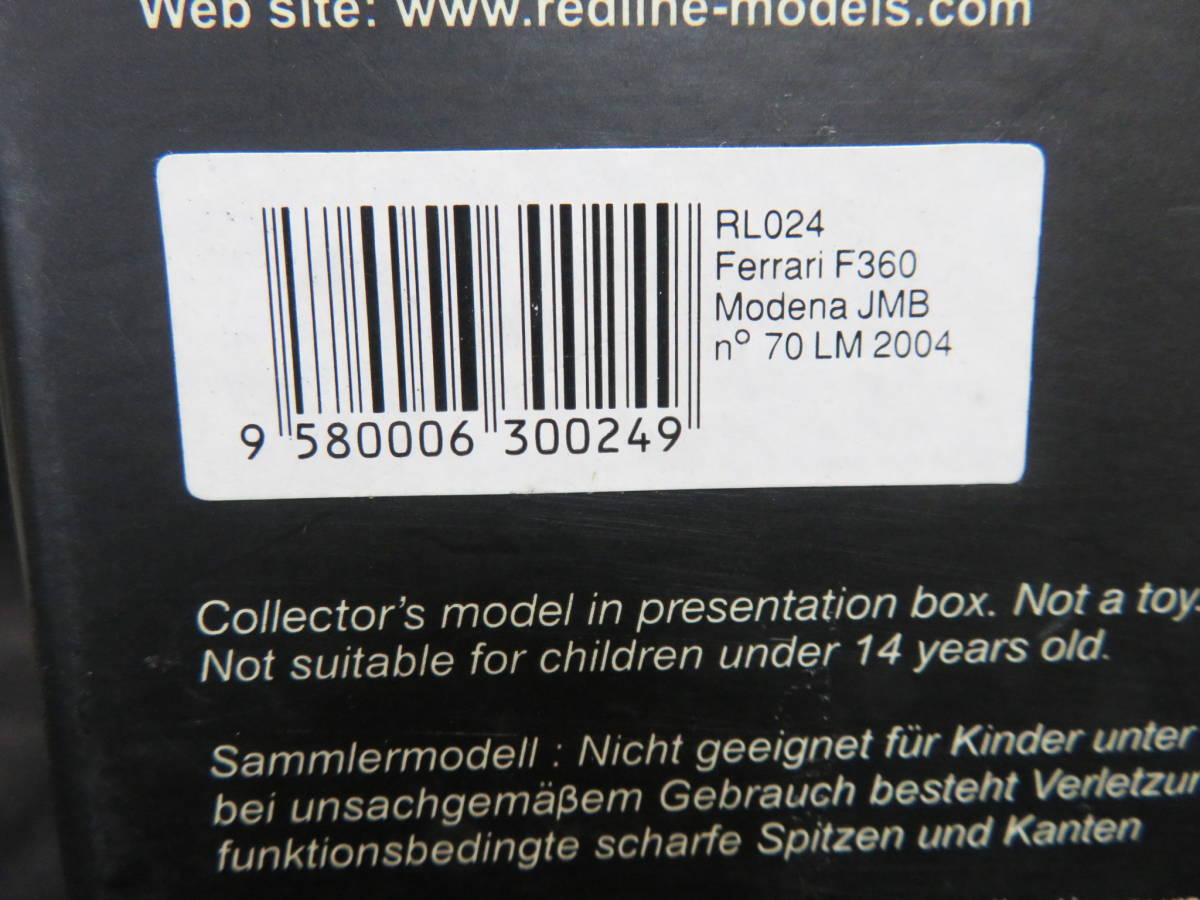 Web site: www.redline-models.com
RL024
Ferrari F360
Modena JMB
n° 70 LM 2004
9 580006 300249
Collector's model in presentation box. Not a toy.
Not suitable for children under 14 years old.
Sammlermodell : Nicht geeignet für Kinder unter
bei unsachgemäßem Gebrauch besteht Verletzun
funktionsbedingte scharfe Spitzen und Kanten